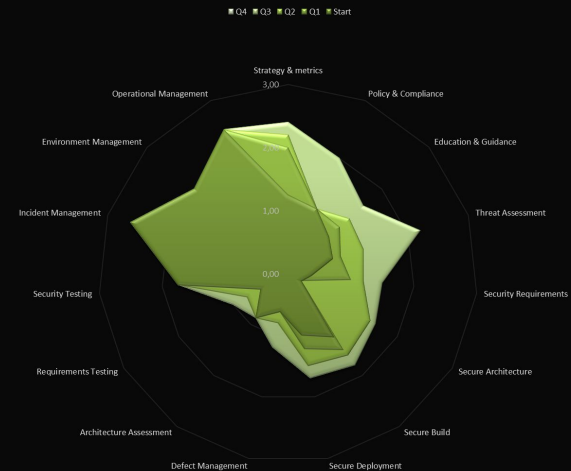 Q4 Q3 Q2 Q1 Start
Strategy & metrics
Policy & Compliance
Education & Guidance
Threat Assessment
Security Requirements
Secure Architecture
Secure Build
Secure Deployment
Defect Management
Architecture Assessment
Requirements Testing
Security Testing
Incident Management
Environment Management
Operational Management
3,00
1,00
0,00